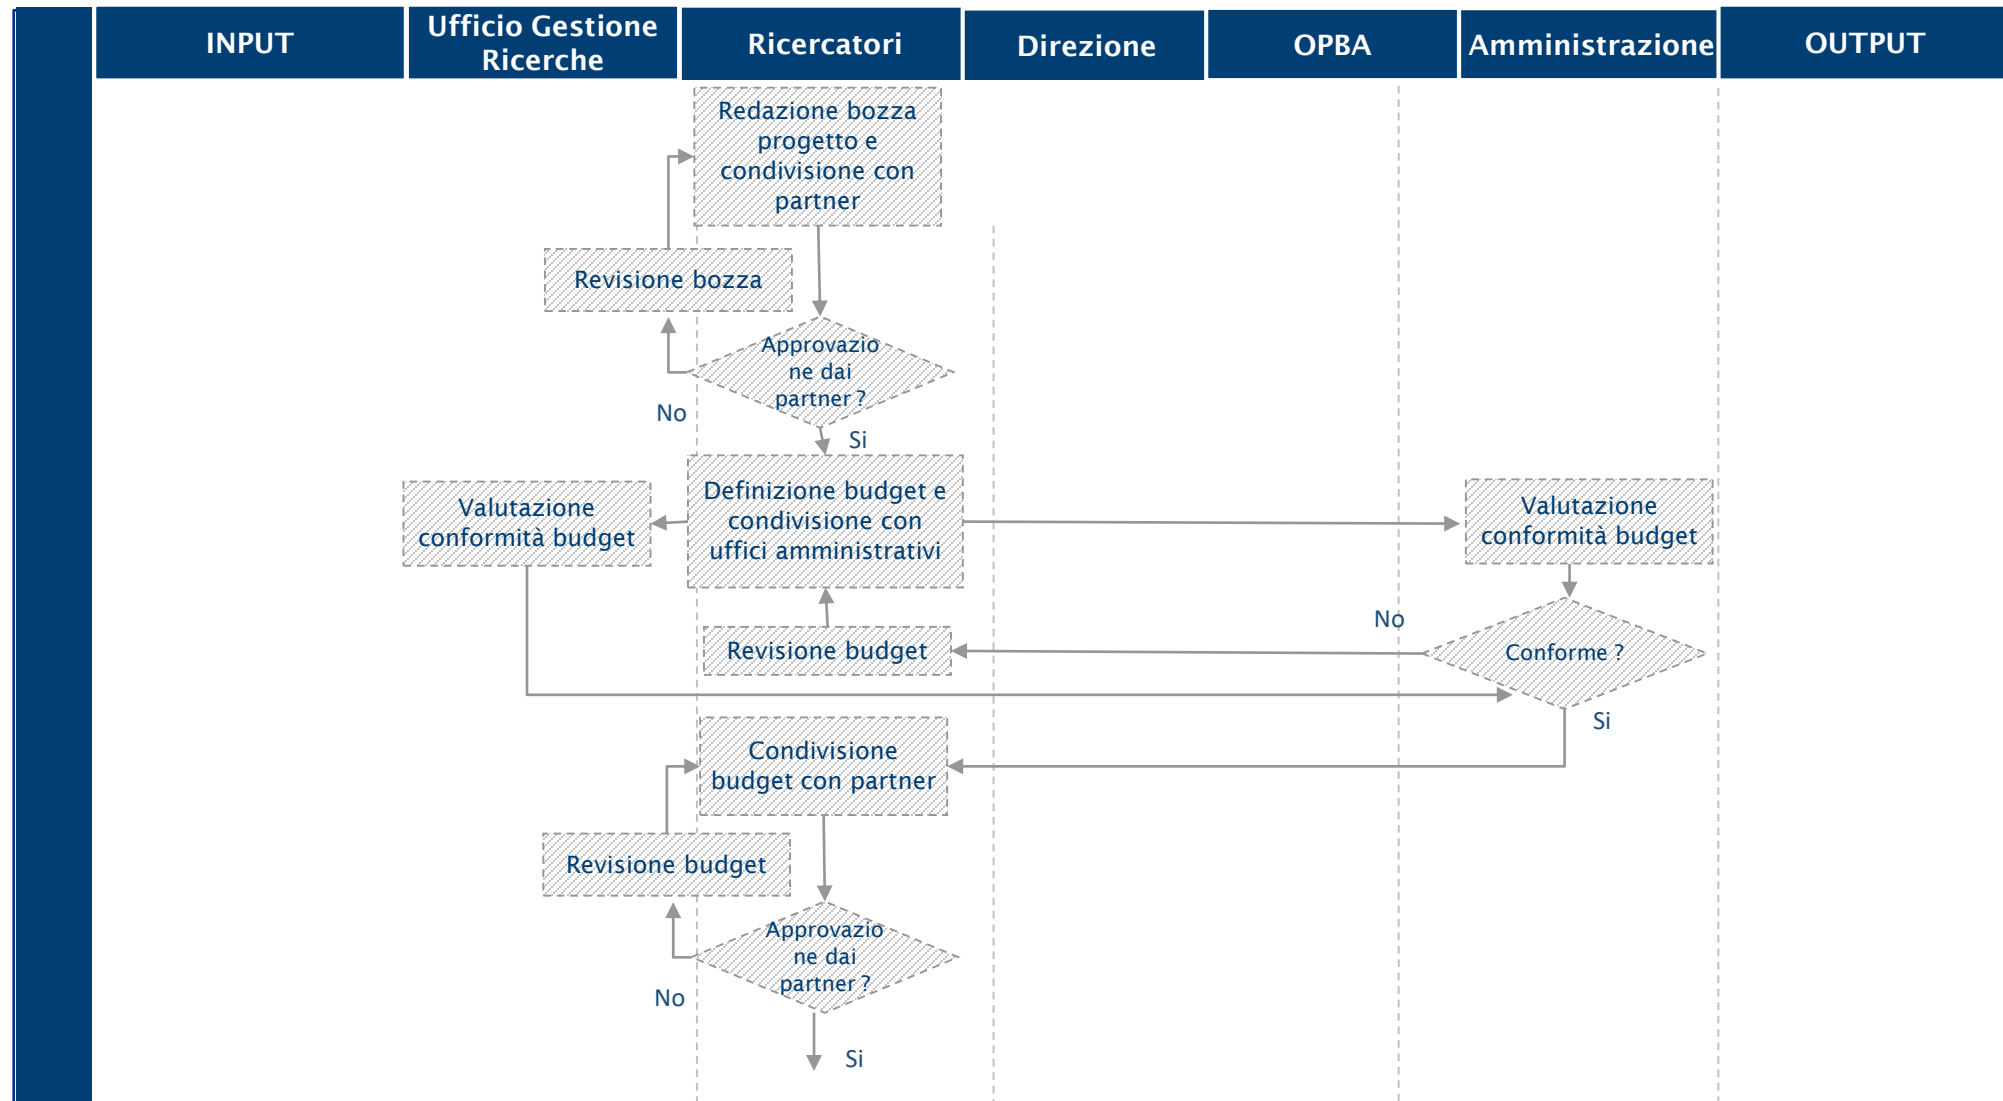 INPUT
Ufficio Gestione
Ricerche
Ricercatori
Direzione
OPBA
Amministrazione
OUTPUT
Redazione bozza
progetto e
condivisione con
partner
Revisione bozza
Approvazio
ne dai
partner ?
No
Si
Valutazione
conformità budget
Definizione budget e
condivisione con
uffici amministrativi
Valutazione
conformità budget
No
Revisione budget
Conforme ?
Si
Condivisione
budget con partner
Revisione budget
Approvazio
ne dai
partner ?
No
Si